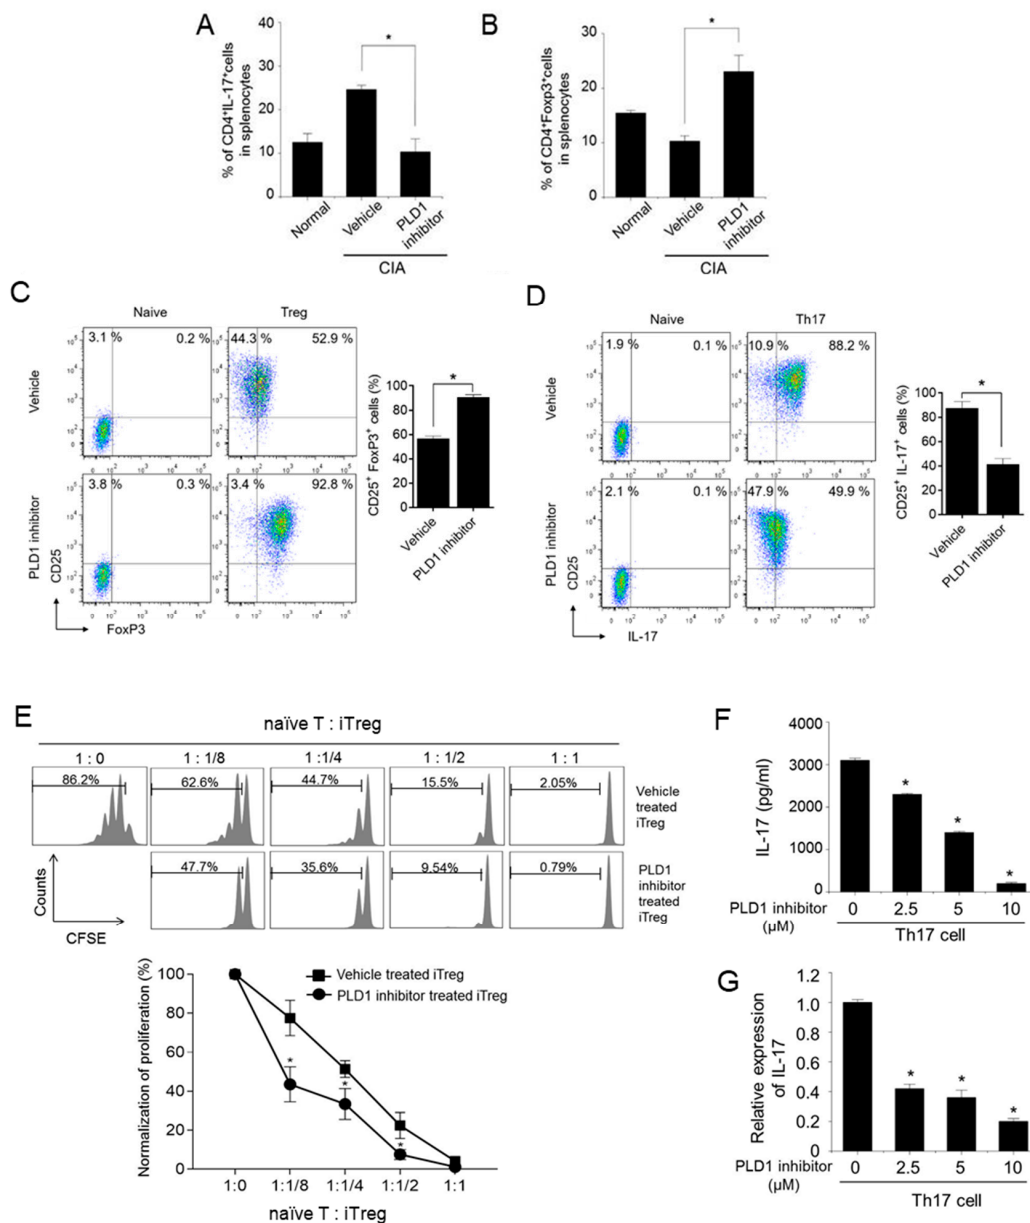 A
% of CD4⁺IL-17⁺cells
in splenocytes
40
30
20
10
0
*
Normal
Vehicle
PLD1
inhibitor
CIA
B
% of CD4⁺Foxp3⁺cells
in splenocytes
30
20
10
0
*
Normal
Vehicle
PLD1
inhibitor
CIA
C
Naive
Treg
Vehicle
3.1 %
0.2 %
44.3 %
52.9 %
PLD1 inhibitor
3.8 %
0.3 %
3.4 %
92.8 %
CD25
FoxP3
CD25⁺ FoxP3⁺ cells (%)
100
80
60
40
20
0
*
Vehicle
PLD1 inhibitor
D
Naive
Th17
Vehicle
1.9 %
0.1 %
10.9 %
88.2 %
PLD1 inhibitor
2.1 %
0.1 %
47.9 %
49.9 %
CD25
IL-17
CD25⁺ IL-17⁺ cells (%)
100
80
60
40
20
0
*
Vehicle
PLD1 inhibitor
E
naïve T : iTreg
1 : 0
1 : 1/8
1 :1/4
1 : 1/2
1 : 1
86.2%
62.6%
44.7%
15.5%
2.05%
Vehicle
treated
iTreg
47.7%
35.6%
9.54%
0.79%
PLD1
inhibitor
treated
iTreg
Counts
CFSE
Normalization of proliferation (%)
100
80
60
40
20
0
Vehicle treated iTreg
PLD1 inhibitor treated iTreg
*
*
*
1:0
1:1/8
1:1/4
1:1/2
1:1
naïve T : iTreg
F
IL-17 (pg/ml)
4000
3000
2000
1000
0
*
*
*
PLD1 inhibitor
(µM)
0
2.5
5
10
Th17 cell
G
Relative expression
of IL-17
1.2
1.0
0.8
0.6
0.4
0.2
0
*
*
*
PLD1 inhibitor
(µM)
0
2.5
5
10
Th17 cell